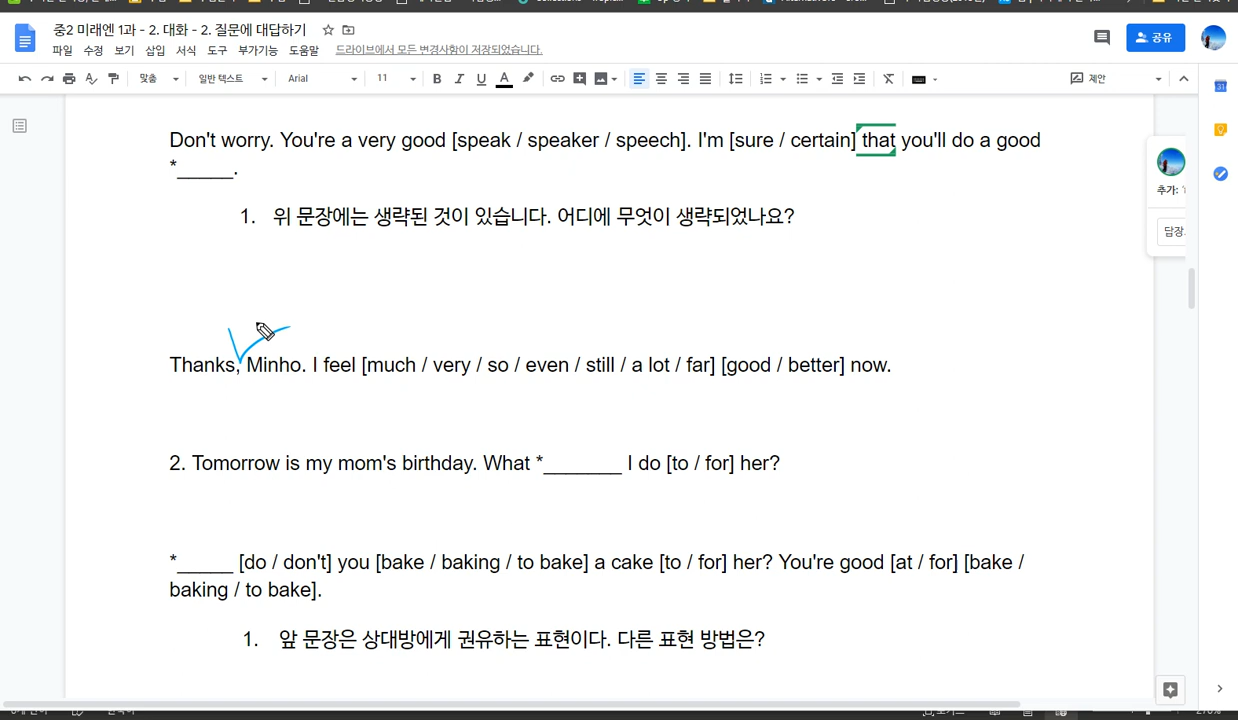 중2 미래엔 1과 - 2. 대화 - 2. 질문에 대답하기
공유
파일 수정 보기 삽입 서식 도구 부가기능 도움말 드라이브에서 모든 변경사항이 저장되었습니다.
맞춤 일반 텍스트 Arial 11 B I U A 제안
Don't worry. You're a very good [speak / speaker / speech]. I'm [sure / certain] that you'll do a good
*_____.
추가:
1. 위 문장에는 생략된 것이 있습니다. 어디에 무엇이 생략되었나요?
답장
Thanks, Minho. I feel [much / very / so / even / still / a lot / far] [good / better] now.
2. Tomorrow is my mom's birthday. What *_______ I do [to / for] her?
*_____ [do / don't] you [bake / baking / to bake] a cake [to / for] her? You're good [at / for] [bake /
baking / to bake].
1. 앞 문장은 상대방에게 권유하는 표현이다. 다른 표현 방법은?